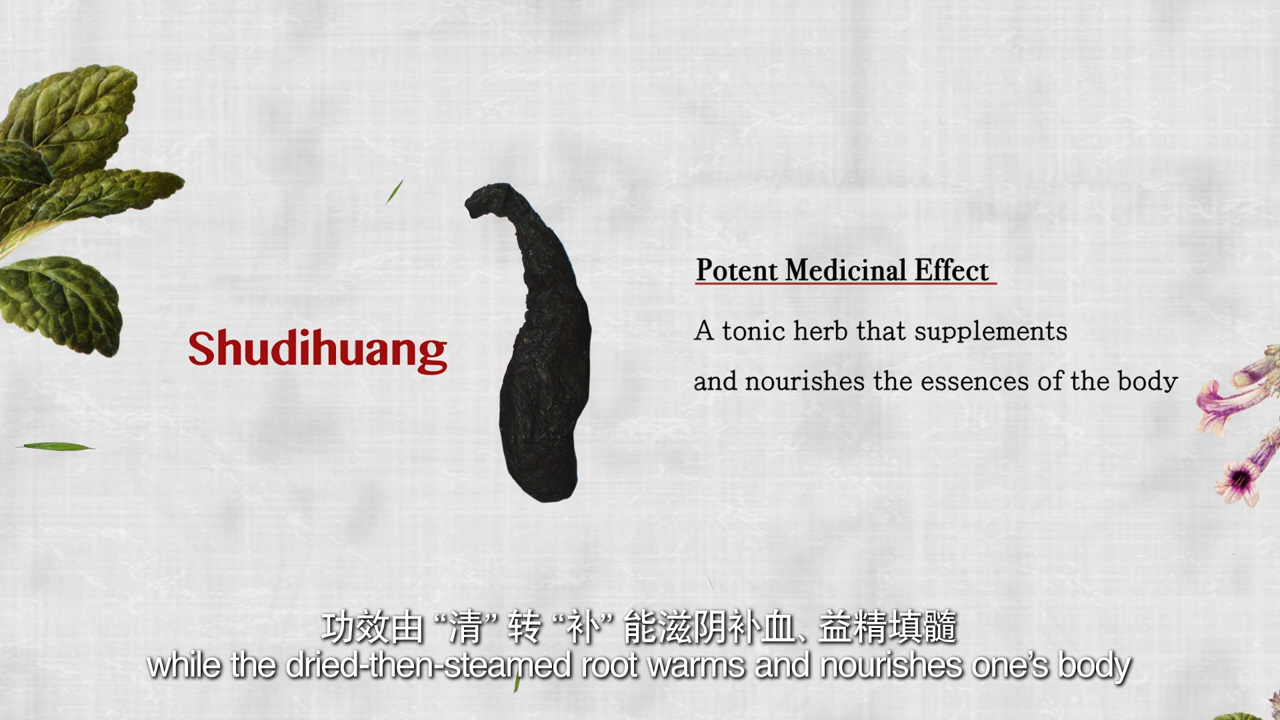 Shudihuang
Potent Medicinal Effect
A tonic herb that supplements
and nourishes the essences of the body
功效由“清”转“补”能滋阴补血、益精填髓
while the dried-then-steamed root warms and nourishes one’s body